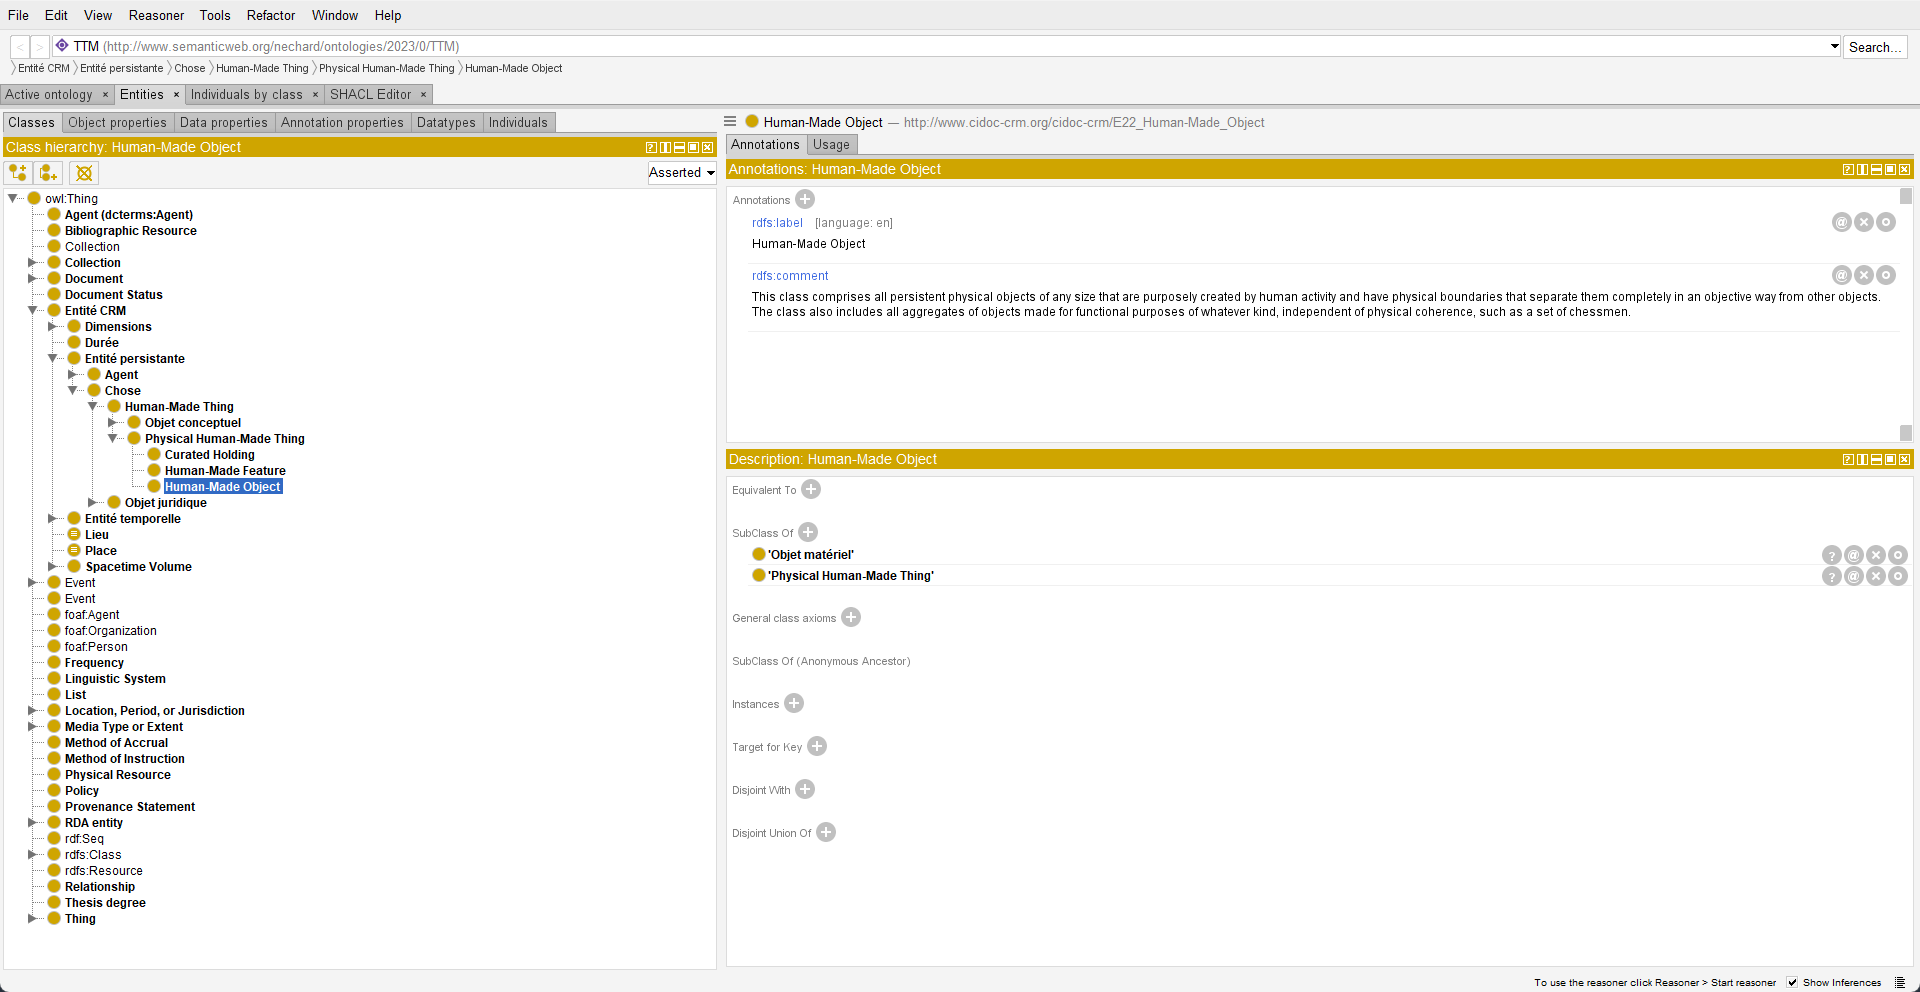 File Edit View Reasoner Tools Refactor Window Help
< > TTM (http://www.semanticweb.org/nechard/ontologies/2023/0/TTM) Search...
Entité CRM Entité persistante Chose Human-Made Thing Physical Human-Made Thing Human-Made Object
Active ontology × Entities × Individuals by class × SHACL Editor ×
Classes Object properties Data properties Annotation properties Datatypes Individuals
Class hierarchy: Human-Made Object
Asserted
owl:Thing
Agent (dcterms:Agent)
Bibliographic Resource
Collection
Collection
Document
Document Status
Entité CRM
Dimensions
Durée
Entité persistante
Agent
Chose
Human-Made Thing
Objet conceptuel
Physical Human-Made Thing
Curated Holding
Human-Made Feature
Human-Made Object
Objet juridique
Entité temporelle
Lieu
Place
Spacetime Volume
Event
Event
foaf:Agent
foaf:Organization
foaf:Person
Frequency
Linguistic System
List
Location, Period, or Jurisdiction
Media Type or Extent
Method of Accrual
Method of Instruction
Physical Resource
Policy
Provenance Statement
RDA entity
rdf:Seq
rdfs:Class
rdfs:Resource
Relationship
Thesis degree
Thing
Human-Made Object — http://www.cidoc-crm.org/cidoc-crm/E22_Human-Made_Object
Annotations Usage
Annotations: Human-Made Object
Annotations
rdfs:label [language: en]
Human-Made Object
rdfs:comment
This class comprises all persistent physical objects of any size that are purposely created by human activity and have physical boundaries that separate them completely in an objective way from other objects.
The class also includes all aggregates of objects made for functional purposes of whatever kind, independent of physical coherence, such as a set of chessmen.
Description: Human-Made Object
Equivalent To
SubClass Of
'Objet matériel'
'Physical Human-Made Thing'
General class axioms
SubClass Of (Anonymous Ancestor)
Instances
Target for Key
Disjoint With
Disjoint Union Of
To use the reasoner click Reasoner > Start reasoner Show Inferences